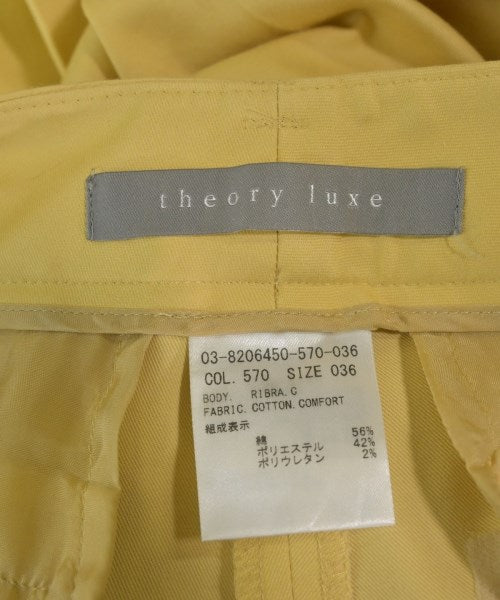 theory luxe
03-8206450-570-036
COL. 570 SIZE 036
BODY. RIBRA.G
FABRIC. COTTON. COMFORT
組成表示
綿 56%
ポリエステル 42%
ポリウレタン 2%